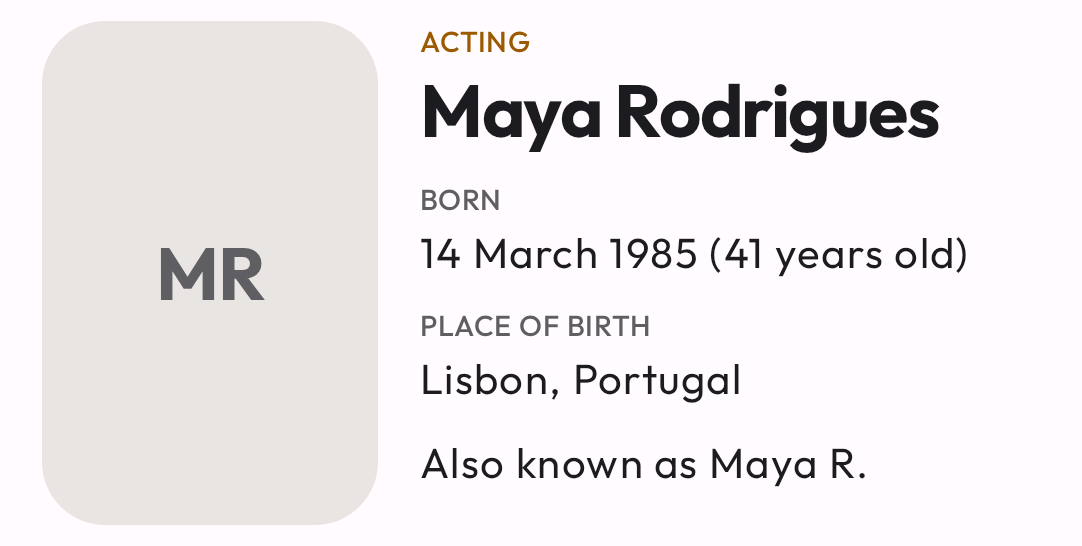 MR
ACTING
Maya Rodrigues
BORN
14 March 1985 (41 years old)
PLACE OF BIRTH
Lisbon, Portugal
Also known as Maya R.